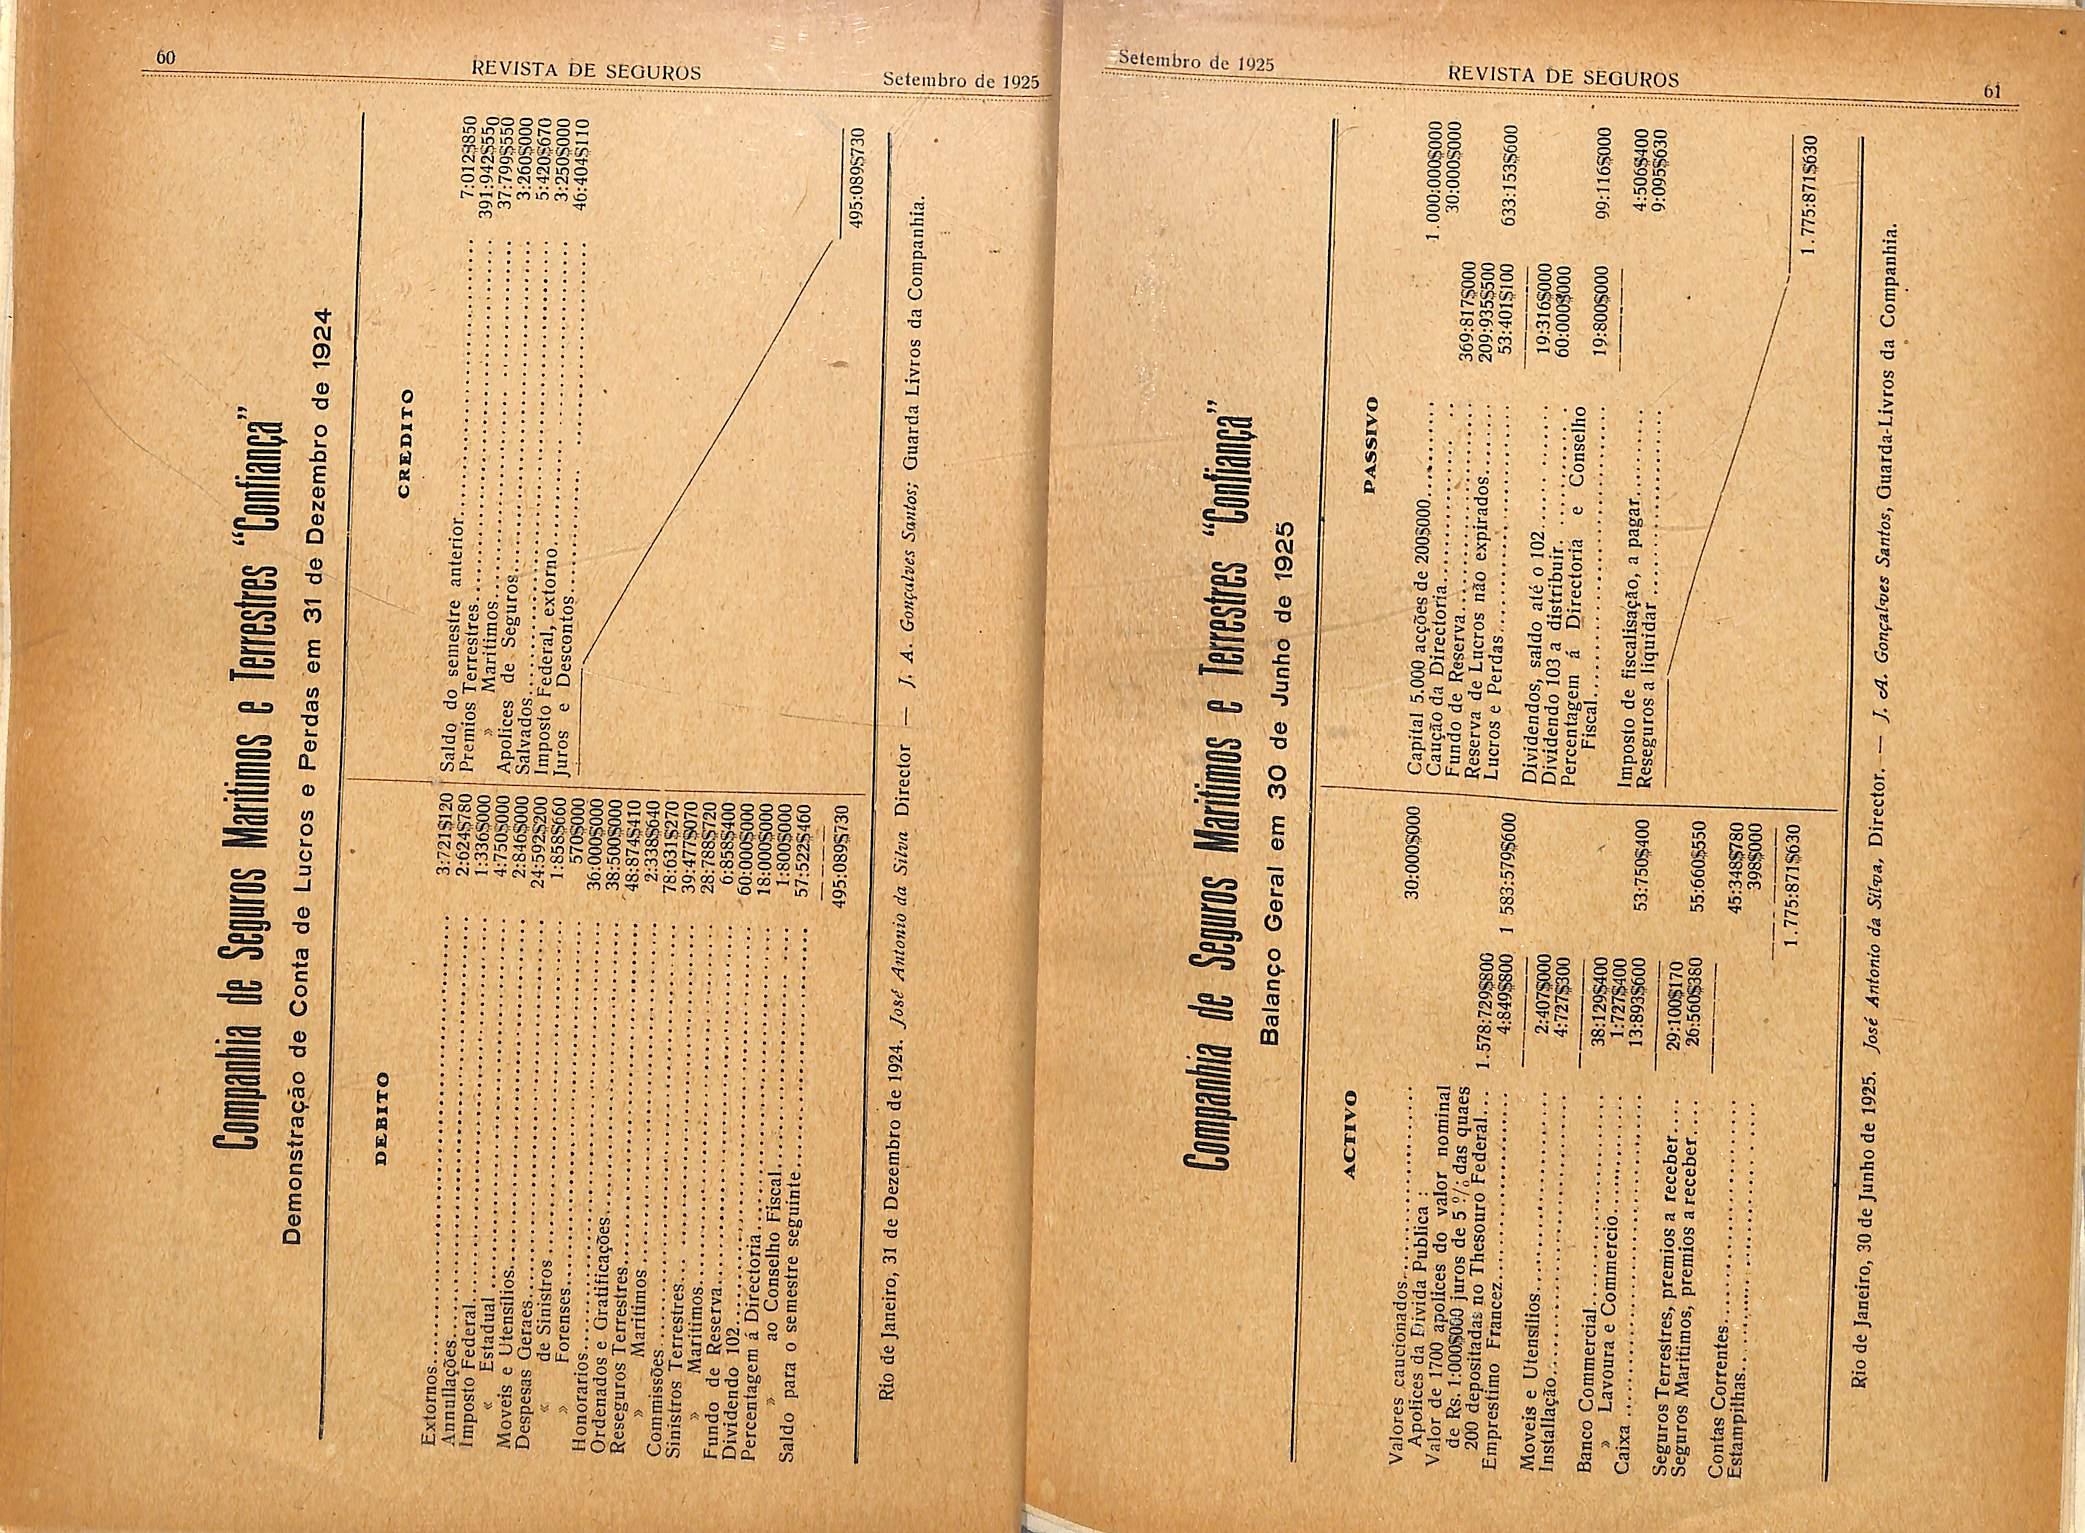 60
REVISTA DE SEGUROS
Setembro de 1925
Companhia de Seguros Maritimos e Terrestres “Confiança”
Demonstração de Conta de Lucros e Perdas em 31 de Dezembro de 1924
DEBITO
Extornos 3:721$120
Annullações 2:624$780
Imposto Federal 1:336$000
« Estadual 4:750$000
Moveis e Utensilios 2:846$000
Despesas Geraes 24:592$200
« de Sinistros 1:858$660
» Forenses 570$000
Honorarios 36:000$000
Ordenados e Gratificações 38:500$000
Reseguros Terrestres 48:874$410
» Maritimos 2:338$640
Commissões 78:631$270
Sinistros Terrestres 39:477$070
» Maritimos 28:788$720
Fundo de Reserva 6:858$400
Dividendo 102 60:000$000
Percentagem á Directoria 18:000$000
» ao Conselho Fiscal 1:800$000
Saldo para o semestre seguinte 57:522$460
495:089$730
CREDITO
Saldo do semestre anterior 7:012$850
Premios Terrestres 391:942$550
» Maritimos 37:799$550
Apolices de Seguros 3:260$000
Salvados 5:420$670
Imposto Federal, extorno 3:250$000
Juros e Descontos 46:404$110
495:089$730
Rio de Janeiro, 31 de Dezembro de 1924. José Antonio da Silva Director — J. A. Gonçalves Santos; Guarda Livros da Companhia.
Setembro de 1925
REVISTA DE SEGUROS
61
Companhia de Seguros Maritimos e Terrestres “Confiança”
Balanço Geral em 30 de Junho de 1925
ACTIVO
Valores caucionados 30:000$000
Apolices da Divida Publica:
Valor de 1700 apolices do valor nominal
de Rs. 1:000$000 juros de 5 % das quaes
200 depositadas no Thesouro Federal 1.578:729$800
Emprestimo Francez 4:849$800 1 583:579$600
Moveis e Utensilios 2:407$000
Installação 4:727$300
Banco Commercial 38:129$400
» Lavoura e Commercio 1:727$400
Caixa 13:893$600 53:750$400
Seguros Terrestres, premios a receber 29:100$170
Seguros Maritimos, premios a receber 26:560$380 55:660$550
Contas Correntes 45:348$780
Estampilhas 398$000
1.775:871$630
PASSIVO
Capital 5.000 acções de 200$000 1.000:000$000
Caução da Directoria 30:000$000
Fundo de Reserva 369:817$000
Reserva de Lucros não expirados 209:935$500
Lucros e Perdas 53:401$100 633:153$600
Dividendos, saldo até o 102 19:316$000
Dividendo 103 a distribuir 60:000$000
Percentagem á Directoria e Conselho
Fiscal 19:800$000 99:116$000
Imposto de fiscalisação, a pagar 4:506$400
Reseguros a liquidar 9:095$630
1.775:871$630
Rio de Janeiro, 30 de Junho de 1925. José Antonio da Silva, Director. — J. A. Gonçalves Santos, Guarda-Livros da Companhia.